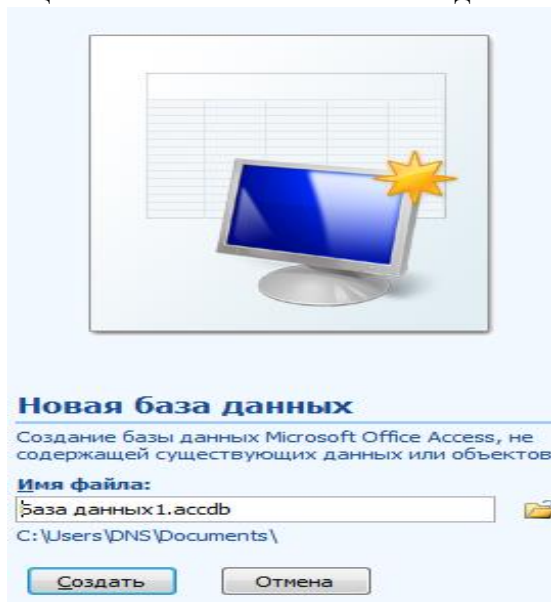 Новая база данных
Создание базы данных Microsoft Office Access, не
содержащей существующих данных или объектов
Имя файла:
База данных1.accdb
C:\Users\DNS\Documents\
Создать Отмена